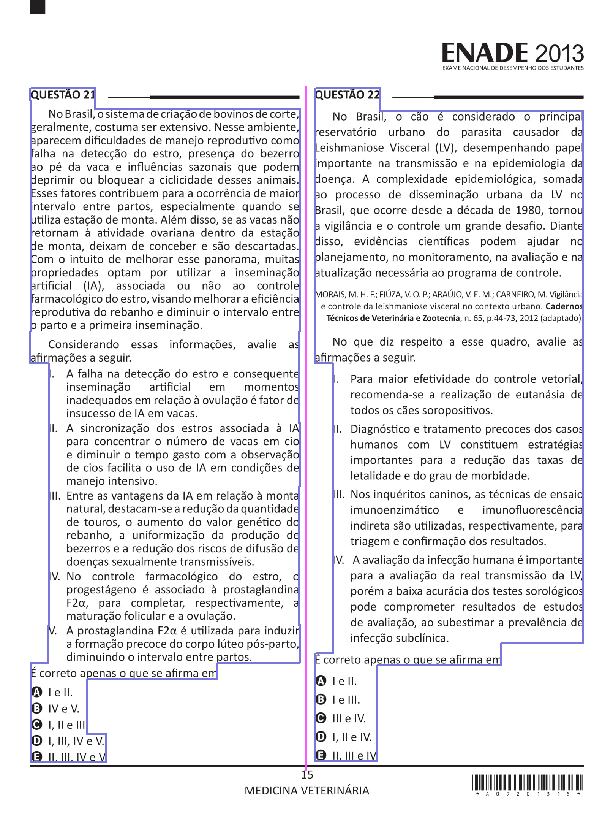 ENADE 2013
EXAME NACIONAL DE DESEMPENHO DOS ESTUDANTES
QUESTÃO 21
No Brasil, o sistema de criação de bovinos de corte,
geralmente, costuma ser extensivo. Nesse ambiente,
aparecem dificuldades de manejo reprodutivo como
falha na detecção do estro, presença do bezerro
ao pé da vaca e influências sazonais que podem
deprimir ou bloquear a ciclicidade desses animais.
Esses fatores contribuem para a ocorrência de maior
intervalo entre partos, especialmente quando se
utiliza estação de monta. Além disso, se as vacas não
retornam à atividade ovariana dentro da estação
de monta, deixam de conceber e são descartadas.
Com o intuito de melhorar esse panorama, muitas
propriedades optam por utilizar a inseminação
artificial (IA), associada ou não ao controle
farmacológico do estro, visando melhorar a eficiência
reprodutiva do rebanho e diminuir o intervalo entre
o parto e a primeira inseminação.
Considerando essas informações, avalie as
afirmações a seguir.
I. A falha na detecção do estro e consequente
inseminação artificial em momentos
inadequados em relação à ovulação é fator de
insucesso de IA em vacas.
II. A sincronização dos estros associada à IA
para concentrar o número de vacas em cio
e diminuir o tempo gasto com a observação
de cios facilita o uso de IA em condições de
manejo intensivo.
III. Entre as vantagens da IA em relação à monta
natural, destacam-se a redução da quantidade
de touros, o aumento do valor genético do
rebanho, a uniformização da produção de
bezerros e a redução dos riscos de difusão de
doenças sexualmente transmissíveis.
IV. No controle farmacológico do estro, o
progestágeno é associado à prostaglandina
F2α, para completar, respectivamente, a
maturação folicular e a ovulação.
V. A prostaglandina F2α é utilizada para induzir
a formação precoce do corpo lúteo pós-parto,
diminuindo o intervalo entre partos.
É correto apenas o que se afirma em
A I e II.
B IV e V.
C I, II e III
D I, III, IV e V.
E II, III, IV e V
QUESTÃO 22
No Brasil, o cão é considerado o principal
reservatório urbano do parasita causador da
Leishmaniose Visceral (LV), desempenhando papel
importante na transmissão e na epidemiologia da
doença. A complexidade epidemiológica, somada
ao processo de disseminação urbana da LV no
Brasil, que ocorre desde a década de 1980, tornou
a vigilância e o controle um grande desafio. Diante
disso, evidências científicas podem ajudar no
planejamento, no monitoramento, na avaliação e na
atualização necessária ao programa de controle.
MORAIS, M. H. F.; FIÚZA, V. O. P.; ARAÚJO, V. E. M.; CARNEIRO, M. Vigilância
e controle da leishmaniose visceral no contexto urbano. Cadernos
Técnicos de Veterinária e Zootecnia, n. 65, p.44-73, 2012 (adaptado)
No que diz respeito a esse quadro, avalie as
afirmações a seguir.
I. Para maior efetividade do controle vetorial,
recomenda-se a realização de eutanásia de
todos os cães soropositivos.
II. Diagnóstico e tratamento precoces dos casos
humanos com LV constituem estratégias
importantes para a redução das taxas de
letalidade e do grau de morbidade.
III. Nos inquéritos caninos, as técnicas de ensaio
imunoenzimático e imunofluorescência
indireta são utilizadas, respectivamente, para
triagem e confirmação dos resultados.
IV. A avaliação da infecção humana é importante
para a avaliação da real transmissão da LV,
porém a baixa acurácia dos testes sorológicos
pode comprometer resultados de estudos
de avaliação, ao subestimar a prevalência de
infecção subclínica.
É correto apenas o que se afirma em
A I e II.
B I e III.
C III e IV.
D I, II e IV.
E II, III e IV
15
MEDICINA VETERINÁRIA